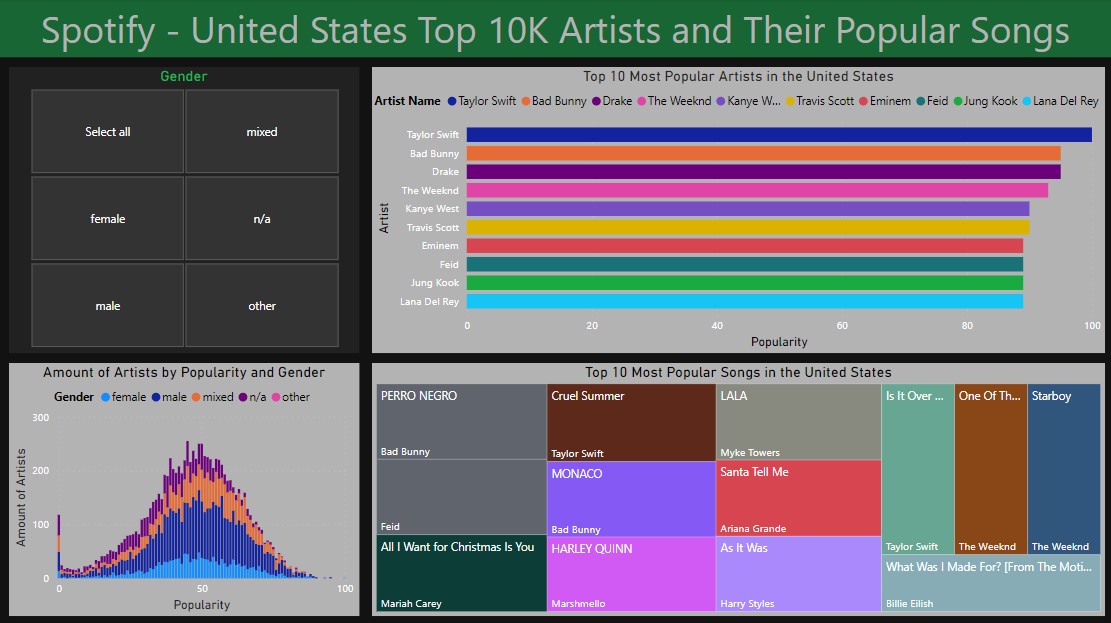 Spotify - United States Top 10K Artists and Their Popular Songs
Gender
Select all
mixed
female
n/a
male
other
Top 10 Most Popular Artists in the United States
Artist Name Taylor Swift Bad Bunny Drake The Weeknd Kanye W... Travis Scott Eminem Feid Jung Kook Lana Del Rey
Taylor Swift
Bad Bunny
Drake
The Weeknd
Kanye West
Travis Scott
Eminem
Feid
Jung Kook
Lana Del Rey
Artist
0 20 40 60 80 100
Popularity
Amount of Artists by Popularity and Gender
Gender female male mixed n/a other
300
200
100
0
Amount of Artists
0 50 100
Popularity
Top 10 Most Popular Songs in the United States
PERRO NEGRO
Bad Bunny
Feid
All I Want for Christmas Is You
Mariah Carey
Cruel Summer
Taylor Swift
MONACO
Bad Bunny
HARLEY QUINN
Marshmello
LALA
Myke Towers
Santa Tell Me
Ariana Grande
As It Was
Harry Styles
Is It Over ...
Taylor Swift
One Of Th...
The Weeknd
Starboy
The Weeknd
What Was I Made For? [From The Moti...
Billie Eilish